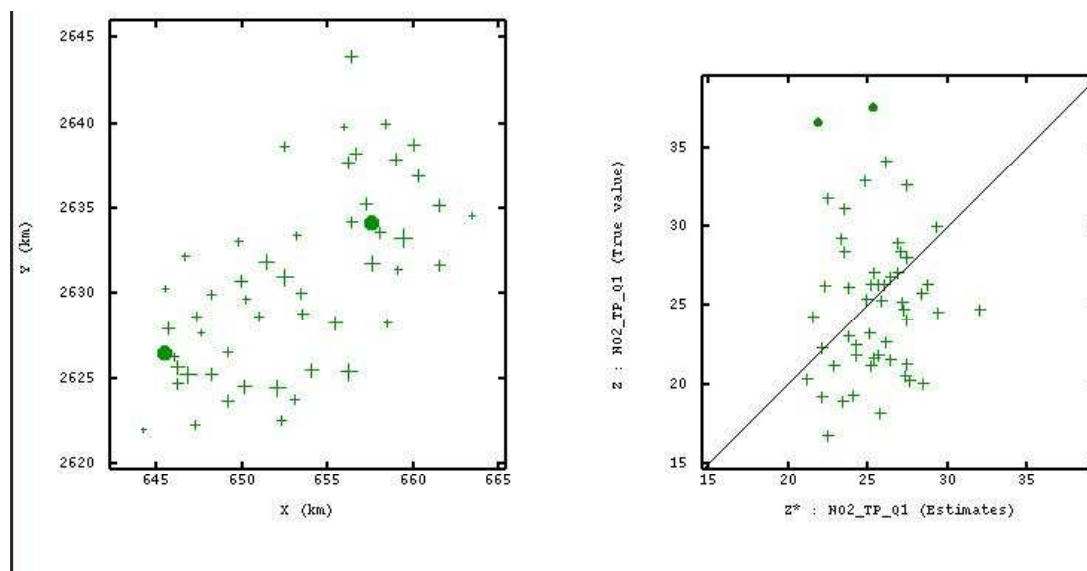 2645
2640
2635
2630
2625
2620
Y (km)
645 650 655 660 665
X (km)
35
30
25
20
15
Z : NO2_TP_Q1 (True value)
15 20 25 30 35
Z* : NO2_TP_Q1 (Estimates)